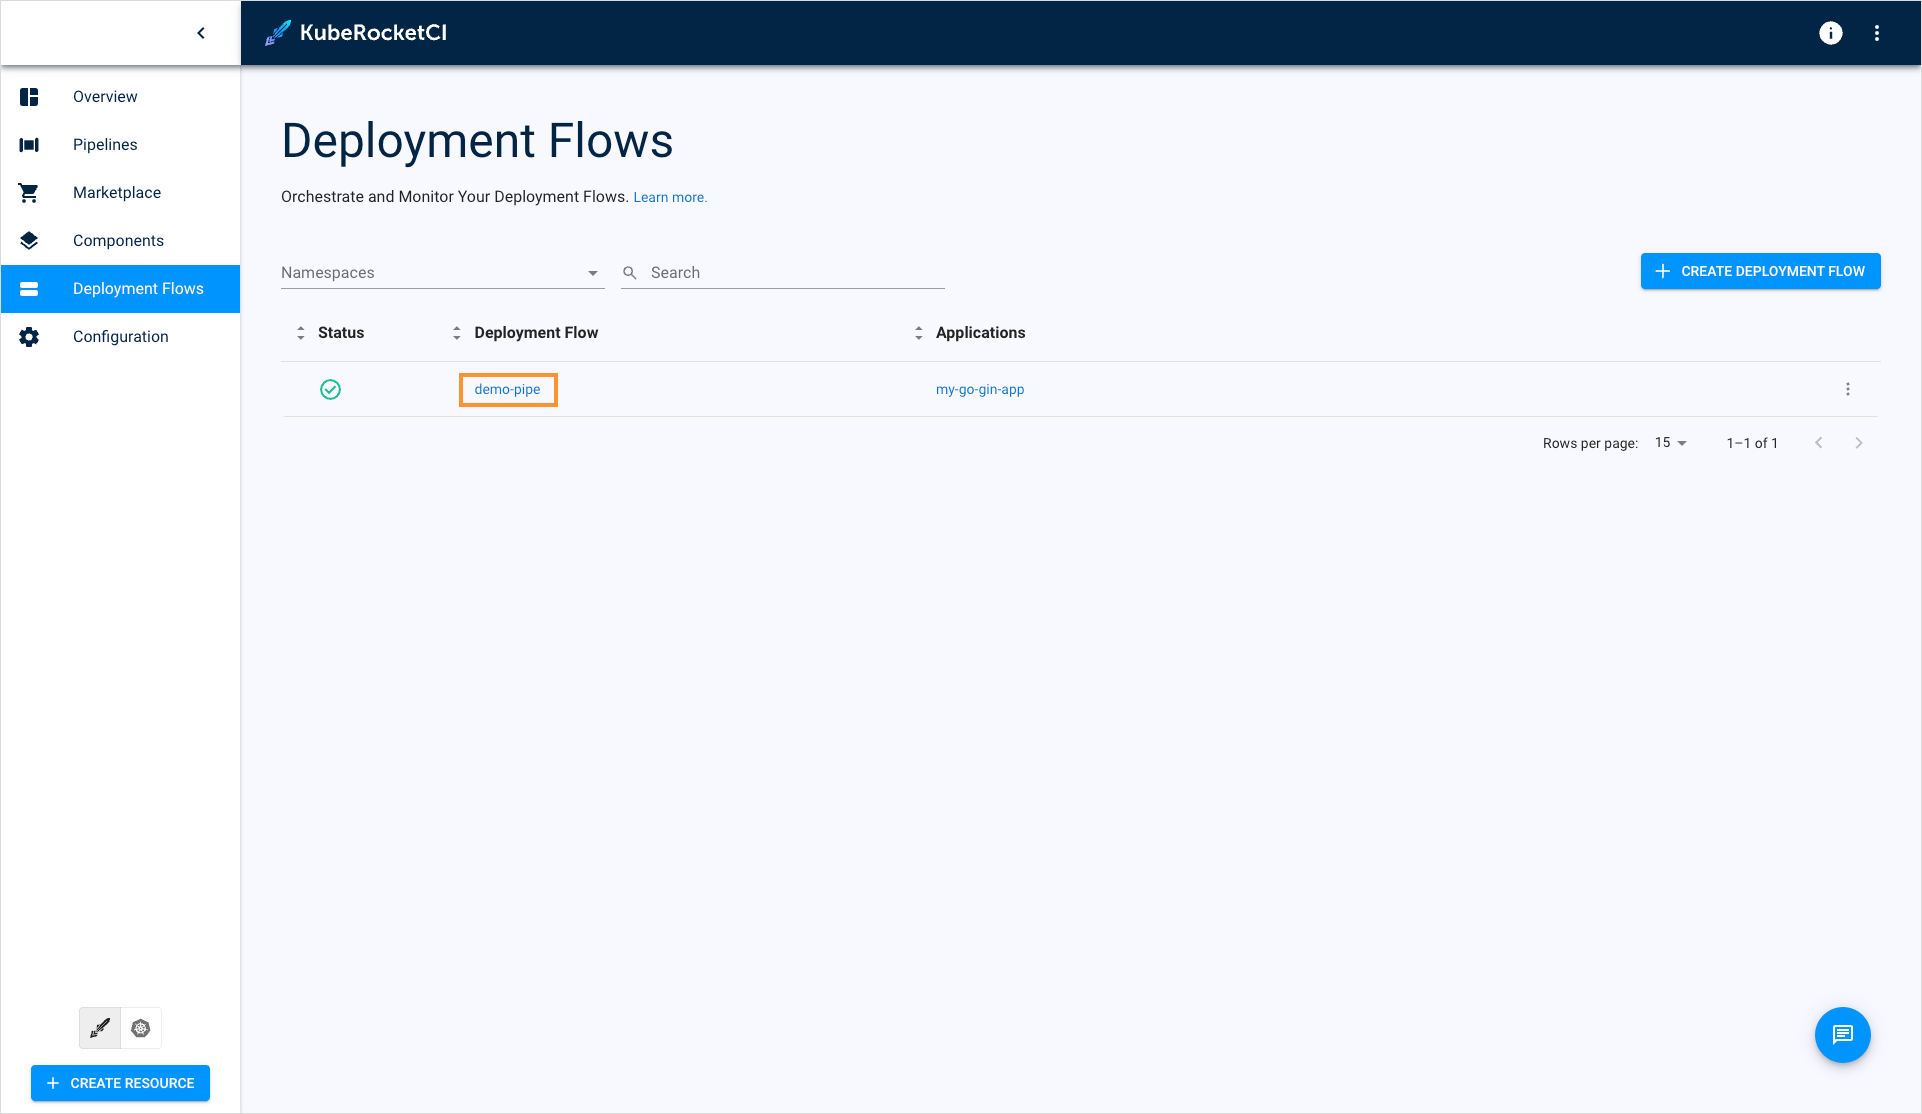 KubeRocketCI
Overview
Pipelines
Marketplace
Components
Deployment Flows
Configuration
Deployment Flows
Orchestrate and Monitor Your Deployment Flows. Learn more.
Namespaces
Search
CREATE DEPLOYMENT FLOW
Status Deployment Flow Applications
demo-pipe my-go-gin-app
Rows per page: 15 1–1 of 1
CREATE RESOURCE